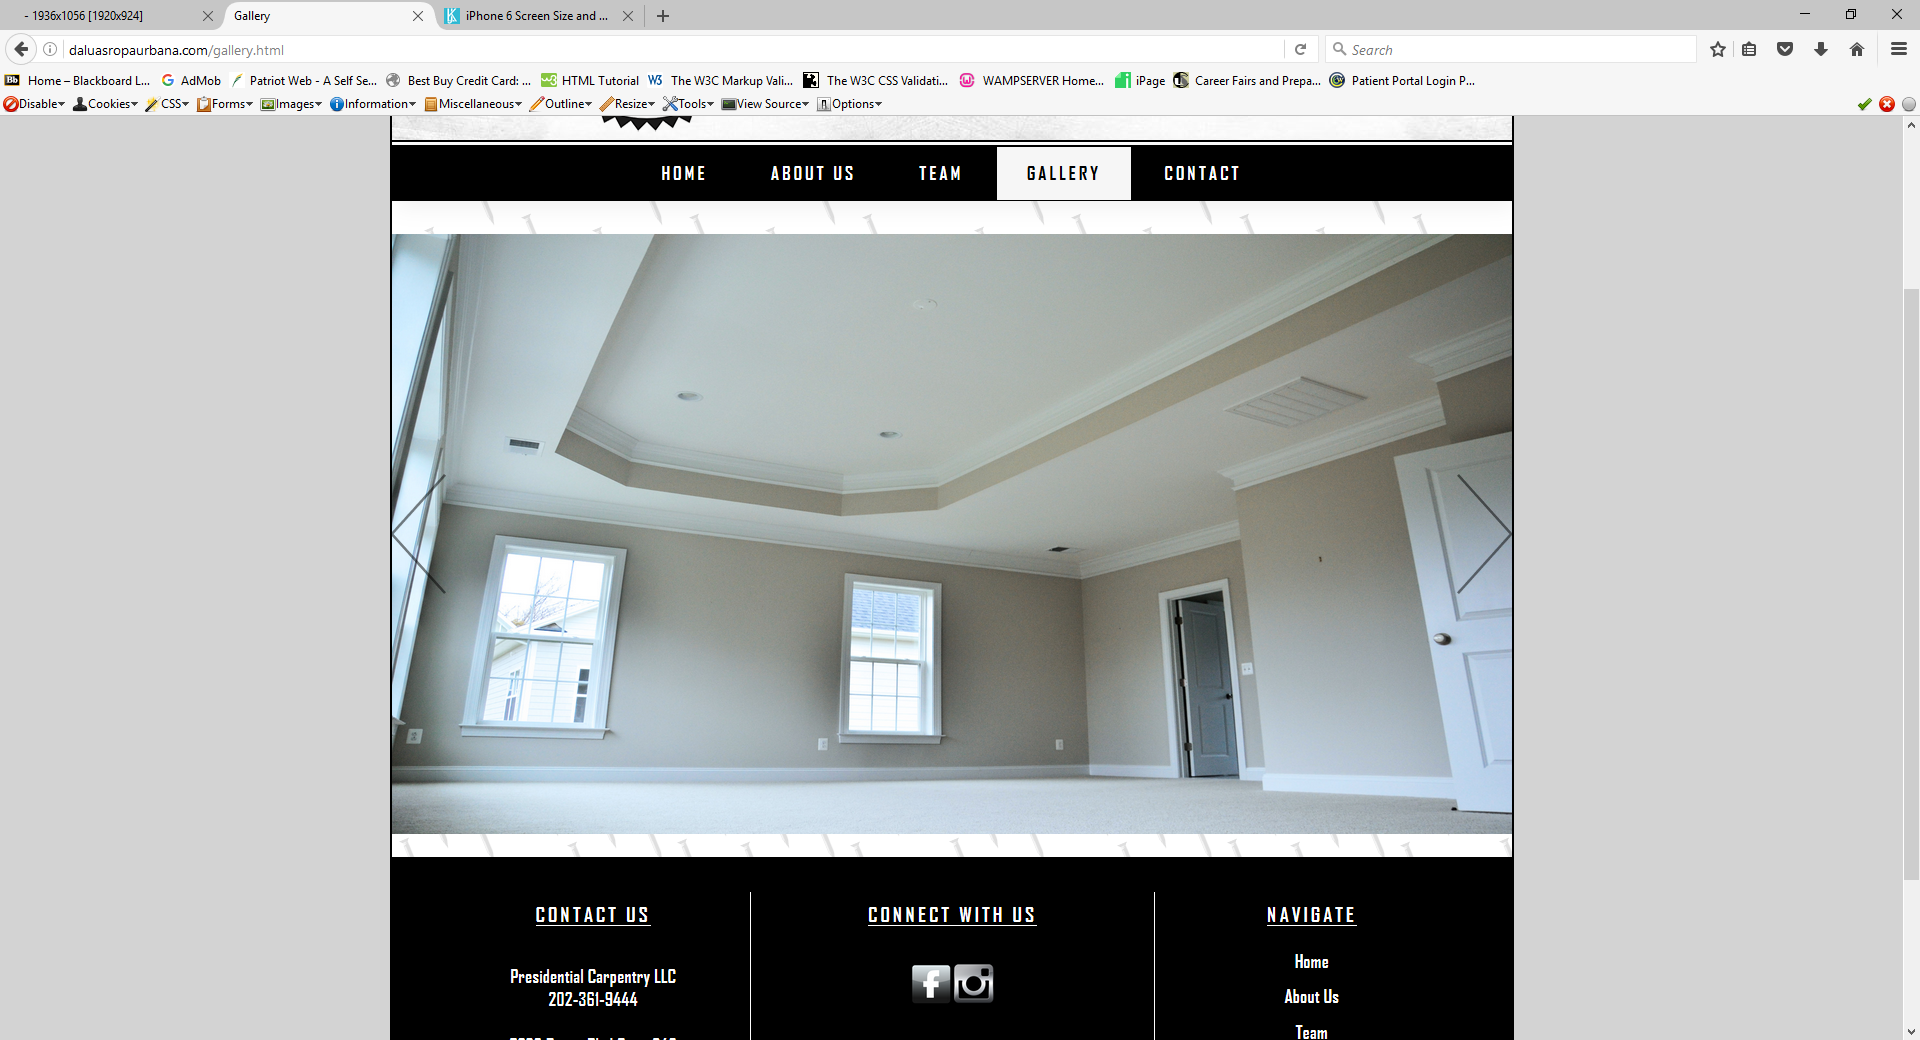 - 1936x1056 [1920x924]
Gallery
iPhone 6 Screen Size and ...
daluasropaurbana.com/gallery.html
Search
Bb Home – Blackboard L...
AdMob
Patriot Web - A Self Se...
Best Buy Credit Card: ...
w3 HTML Tutorial
W3 The W3C Markup Vali...
The W3C CSS Validati...
WAMPSERVER Home...
iPage
Career Fairs and Prepa...
Patient Portal Login P...
Disable Cookies CSS Forms Images Information Miscellaneous Outline Resize Tools View Source Options
HOME ABOUT US TEAM GALLERY CONTACT
CONTACT US
Presidential Carpentry LLC
202-361-9444
CONNECT WITH US
NAVIGATE
Home
About Us
Team